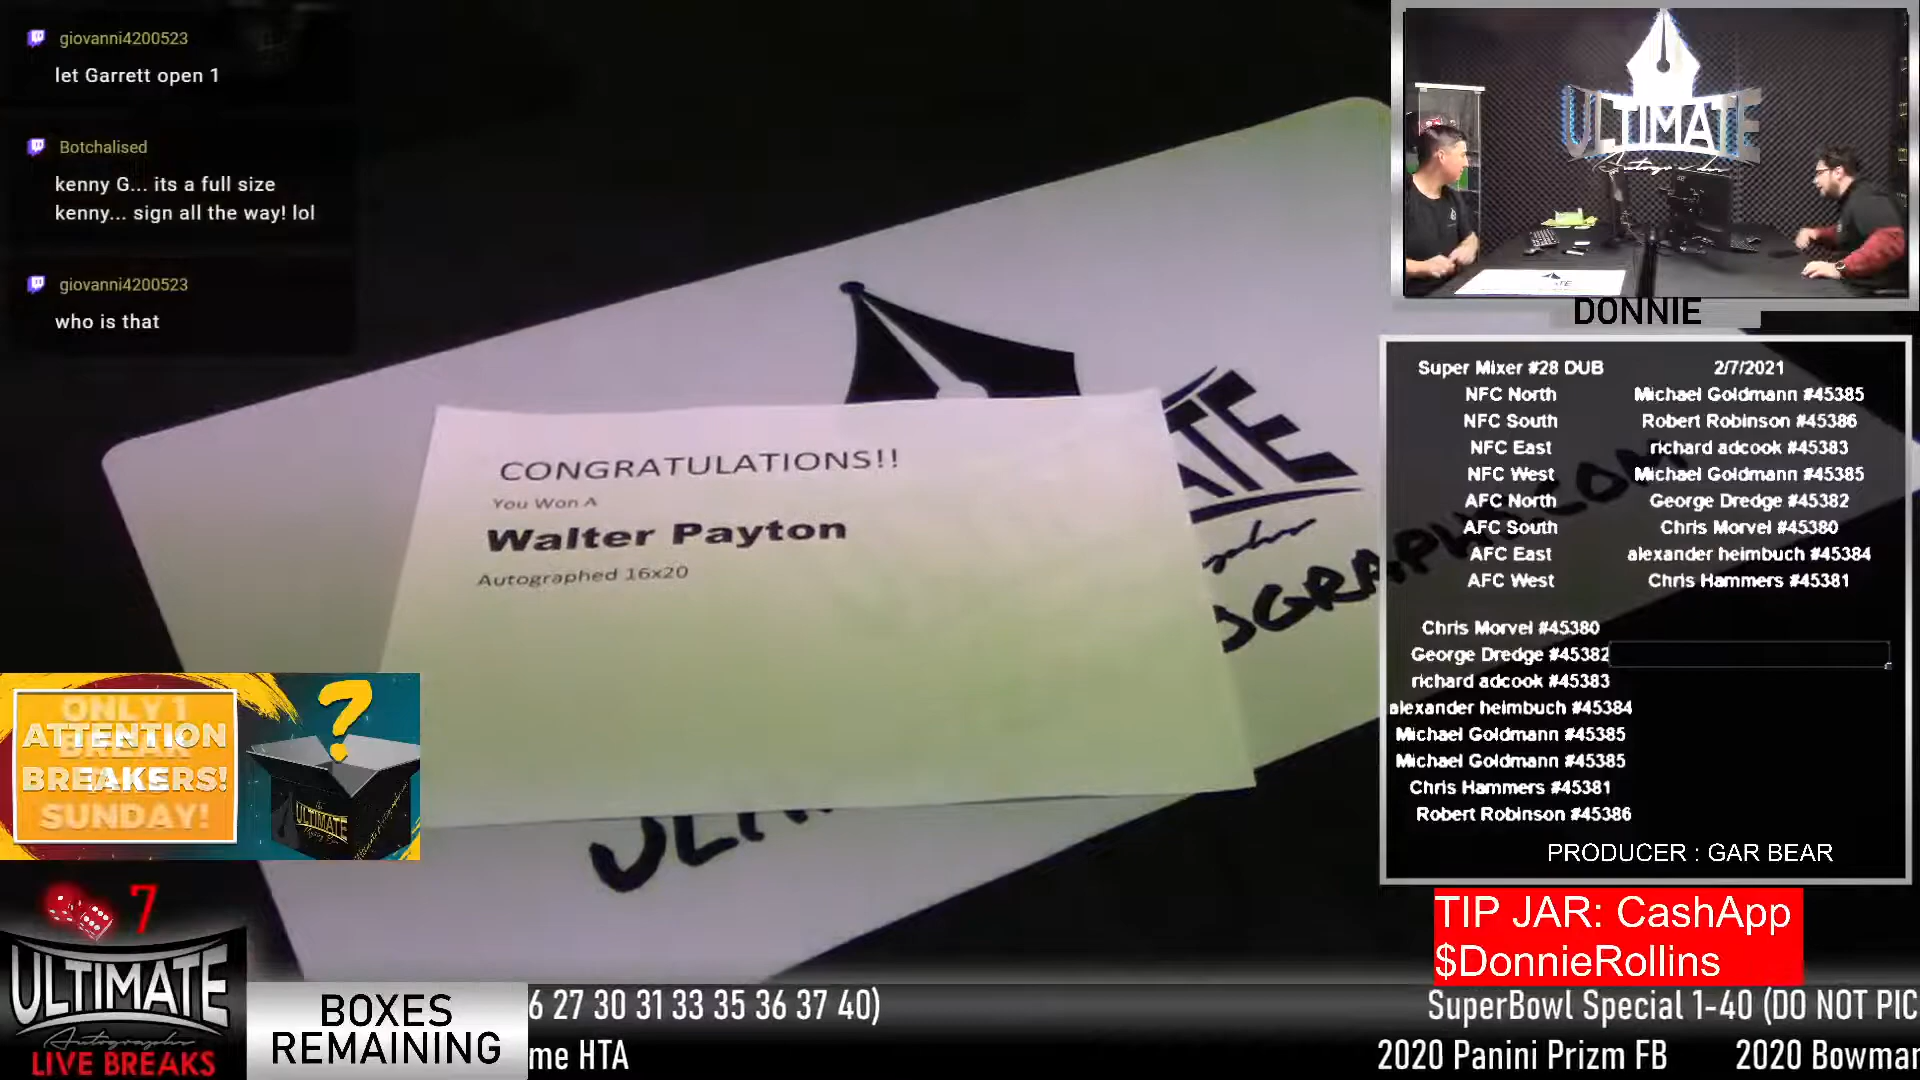 giovanni4200523
let Garrett open 1
Botchalised
kenny G... its a full size
kenny... sign all the way! lol
giovanni4200523
who is that
CONGRATULATIONS!!
You Won A
Walter Payton
Autographed 16x20
ULTIMATE
DONNIE
Super Mixer #28 DUB 2/7/2021
NFC North Michael Goldmann #45385
NFC South Robert Robinson #45386
NFC East richard adcook #45383
NFC West Michael Goldmann #45385
AFC North George Dredge #45382
AFC South Chris Morvel #45380
AFC East alexander heimbuch #45384
AFC West Chris Hammers #45381
Chris Morvel #45380
George Dredge #45382
richard adcook #45383
alexander heimbuch #45384
Michael Goldmann #45385
Michael Goldmann #45385
Chris Hammers #45381
Robert Robinson #45386
PRODUCER : GAR BEAR
TIP JAR: CashApp
$DonnieRollins
ONLY 1
ATTENTION
BREAK
BREAKERS!
SUNDAY!
ULTIMATE
7
ULTIMATE
Autographs
LIVE BREAKS
BOXES
REMAINING
6 27 30 31 33 35 36 37 40) SuperBowl Special 1-40 (DO NOT PIC
me HTA 2020 Panini Prizm FB 2020 Bowmar